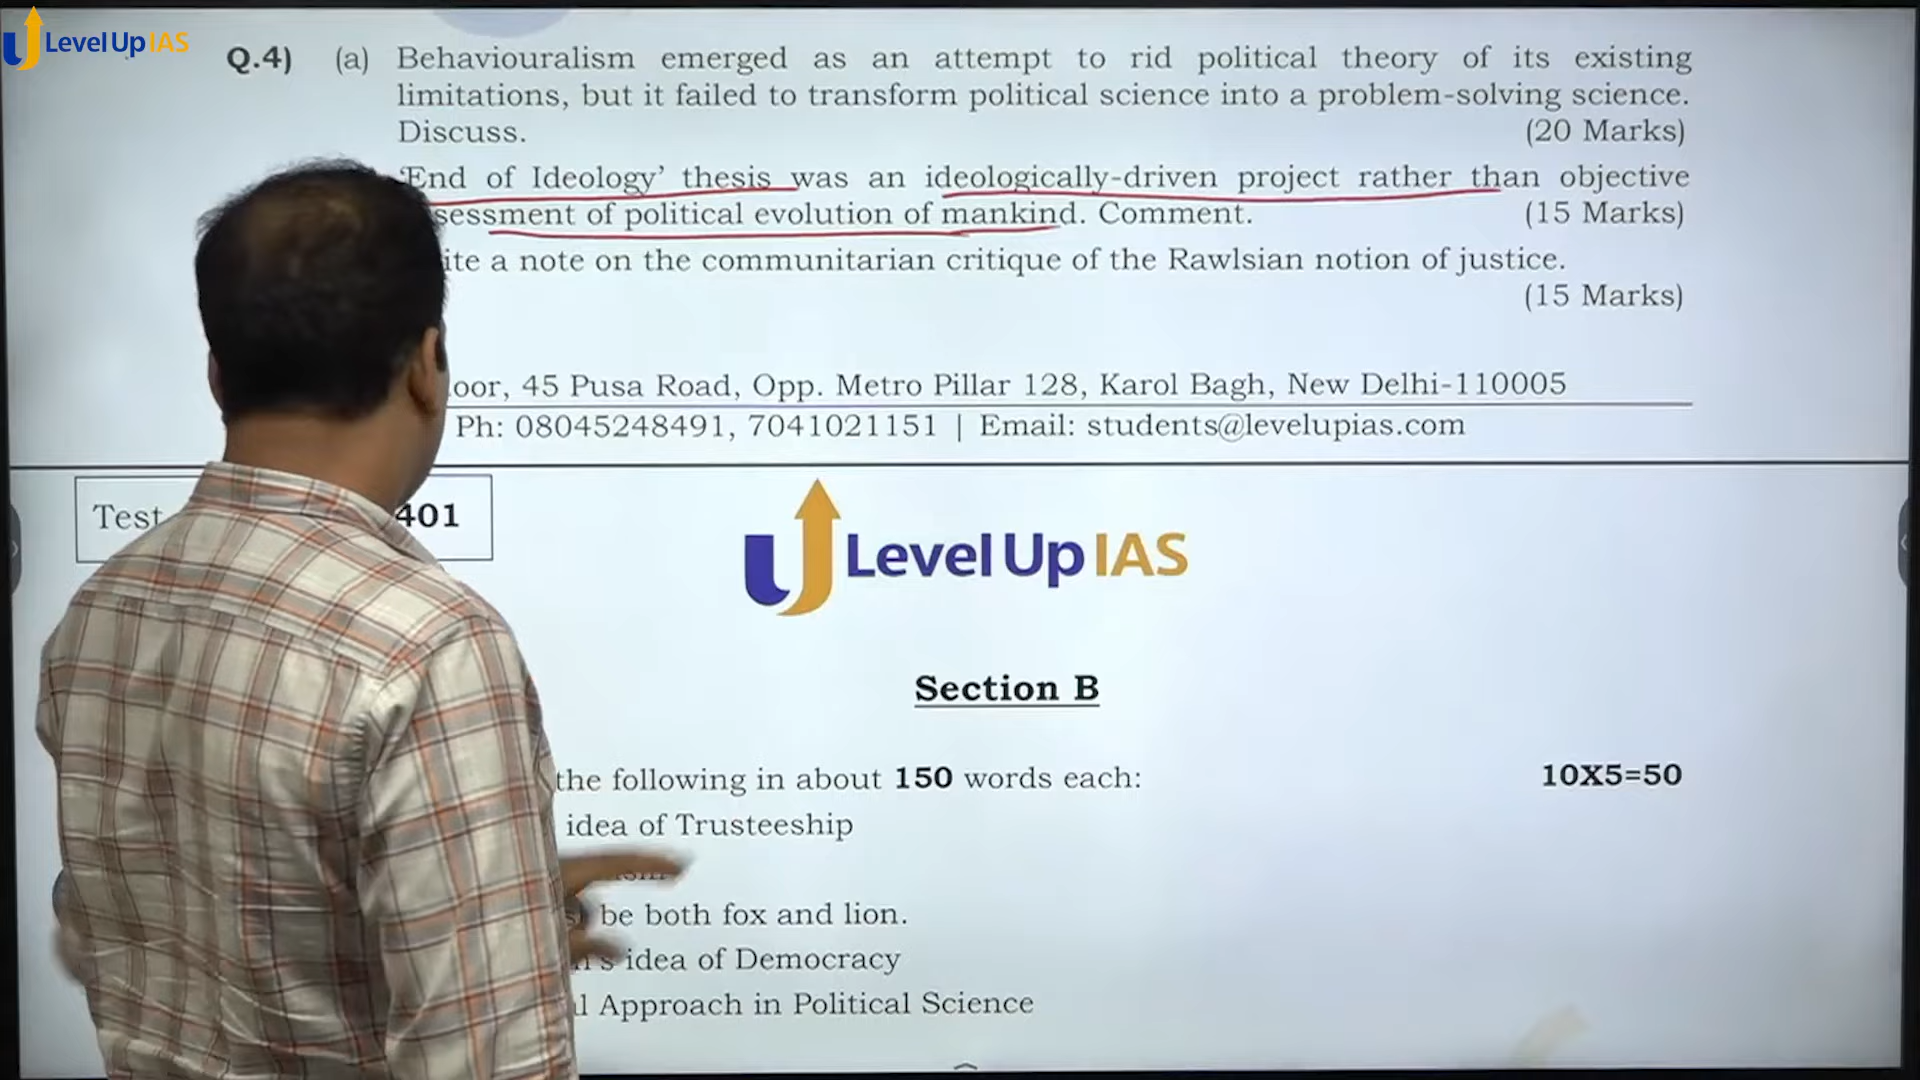 Level Up IAS
Q.4) (a) Behaviouralism emerged as an attempt to rid political theory of its existing
limitations, but it failed to transform political science into a problem-solving science.
Discuss. (20 Marks)
'End of Ideology' thesis was an ideologically-driven project rather than objective
sessment of political evolution of mankind. Comment. (15 Marks)
ite a note on the communitarian critique of the Rawlsian notion of justice.
(15 Marks)
oor, 45 Pusa Road, Opp. Metro Pillar 128, Karol Bagh, New Delhi-110005
Ph: 08045248491, 7041021151 | Email: students@levelupias.com
Test 401
Level Up IAS
Section B
the following in about 150 words each: 10X5=50
idea of Trusteeship
be both fox and lion.
's idea of Democracy
l Approach in Political Science